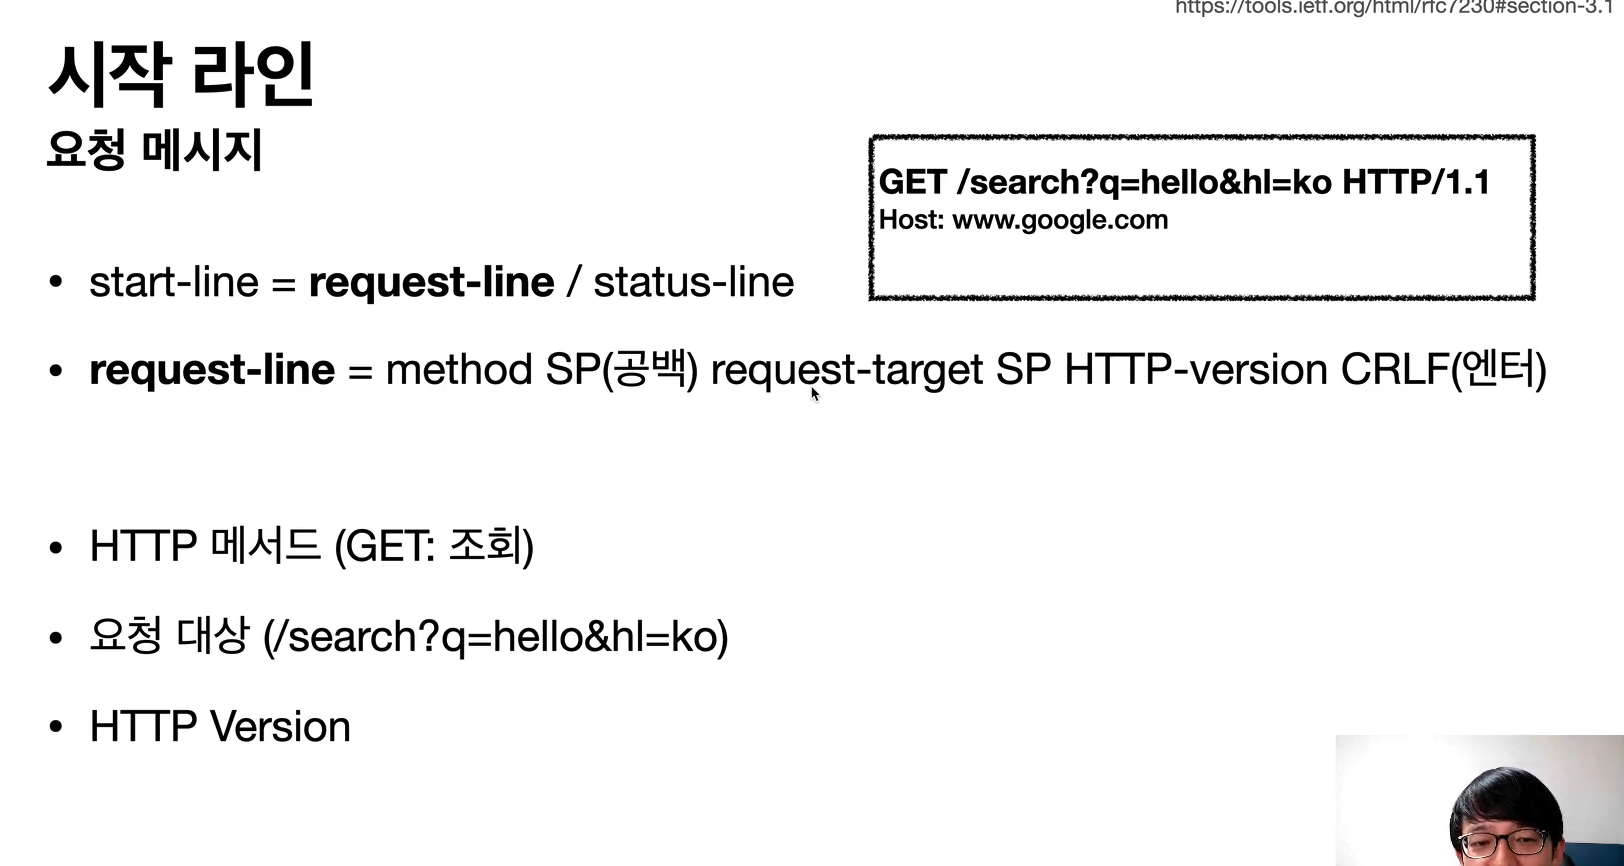 https://tools.ietf.org/html/rfc7230#section-3.1
시작 라인
요청 메시지
GET /search?q=hello&hl=ko HTTP/1.1
Host: www.google.com
• start-line = request-line / status-line
• request-line = method SP(공백) request-target SP HTTP-version CRLF(엔터)
• HTTP 메서드 (GET: 조회)
• 요청 대상 (/search?q=hello&hl=ko)
• HTTP Version